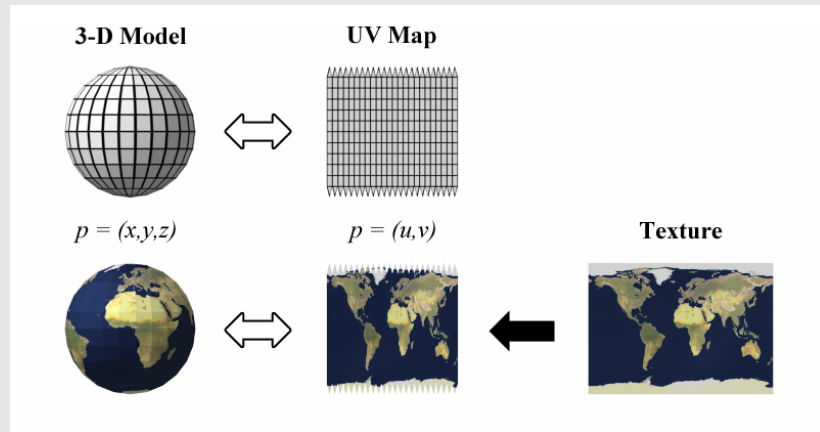 3-D Model
UV Map
p = (x,y,z)
p = (u,v)
Texture